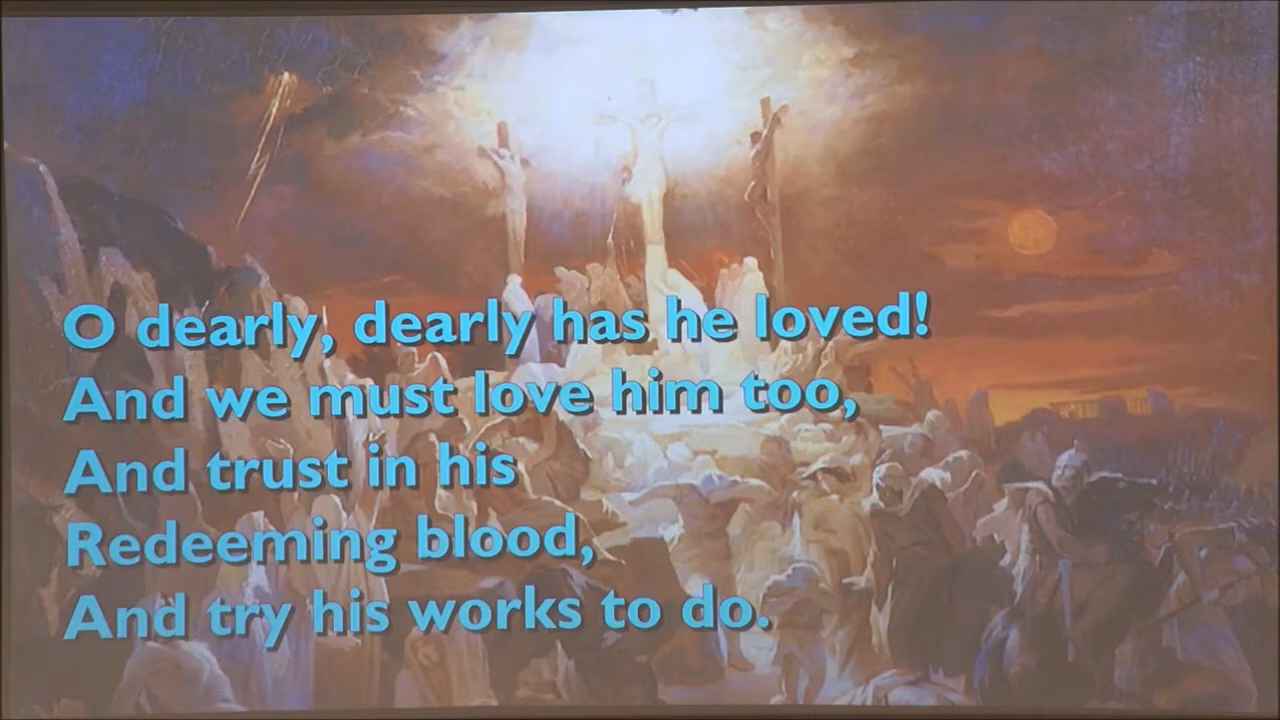 O dearly, dearly has he loved!
And we must love him too,
And trust in his
Redeeming blood,
And try his works to do.